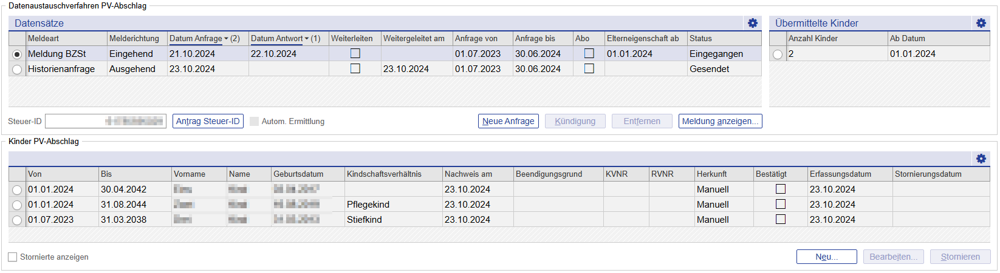 Datenaustauschverfahren PV-Abschlag
Datensätze
Meldeart Melderichtung Datum Anfrage (2) Datum Antwort (1) Weiterleiten Weitergeleitet am Anfrage von Anfrage bis Abo Elterneigenschaft ab Status
Meldung BZSt Eingehend 21.10.2024 22.10.2024 01.07.2023 30.06.2024 01.01.2024 Eingegangen
Historienanfrage Ausgehend 23.10.2024 23.10.2024 01.07.2023 30.06.2024 Gesendet
Übermittelte Kinder
Anzahl Kinder Ab Datum
2 01.01.2024
Steuer-ID Antrag Steuer-ID Autom. Ermittlung Neue Anfrage Kündigung Entfernen Meldung anzeigen...
Kinder PV-Abschlag
Von Bis Vorname Name Geburtsdatum Kindschaftsverhältnis Nachweis am Beendigungsgrund KVNR RVNR Herkunft Bestätigt Erfassungsdatum Stornierungsdatum
01.01.2024 30.04.2042 23.10.2024 Manuell 23.10.2024
01.01.2024 31.08.2044 Pflegekind 23.10.2024 Manuell 23.10.2024
01.07.2023 31.03.2038 Stiefkind 23.10.2024 Manuell 23.10.2024
Stornierte anzeigen Neu... Bearbeiten... Stornieren